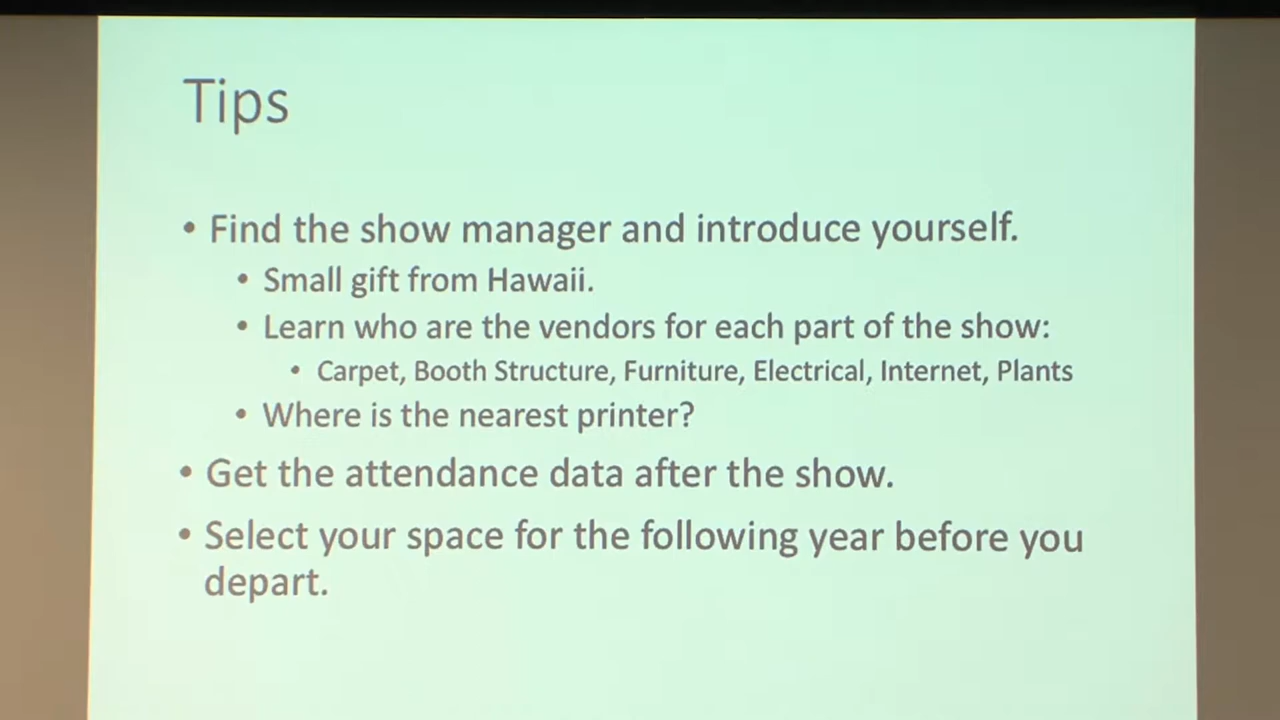 Tips
• Find the show manager and introduce yourself.
• Small gift from Hawaii.
• Learn who are the vendors for each part of the show:
• Carpet, Booth Structure, Furniture, Electrical, Internet, Plants
• Where is the nearest printer?
• Get the attendance data after the show.
• Select your space for the following year before you
depart.